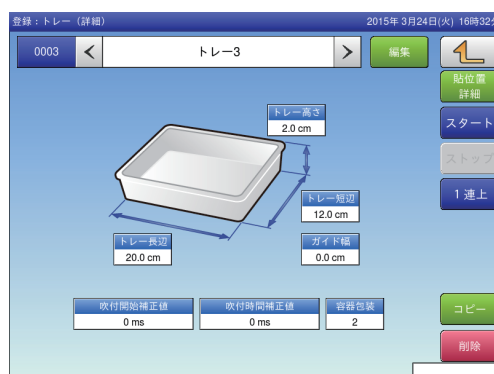 登録：トレー（詳細）
2015年 3月24日(火) 16時32分
0003
トレー3
編集
貼位置
詳細
トレー高さ
2.0 cm
スタート
ストップ
トレー短辺
12.0 cm
1 連上
トレー長辺
20.0 cm
ガイド幅
0.0 cm
吹付開始補正値
0 ms
吹付時間補正値
0 ms
容器包装
2
コピー
削除